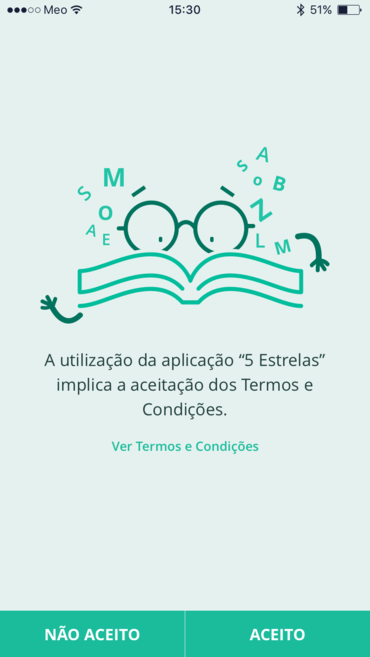 Meo 15:30 51%
M
S
O
A E
A
S
O B
Z
L M
A utilização da aplicação “5 Estrelas”
implica a aceitação dos Termos e
Condições.
Ver Termos e Condições
NÃO ACEITO ACEITO